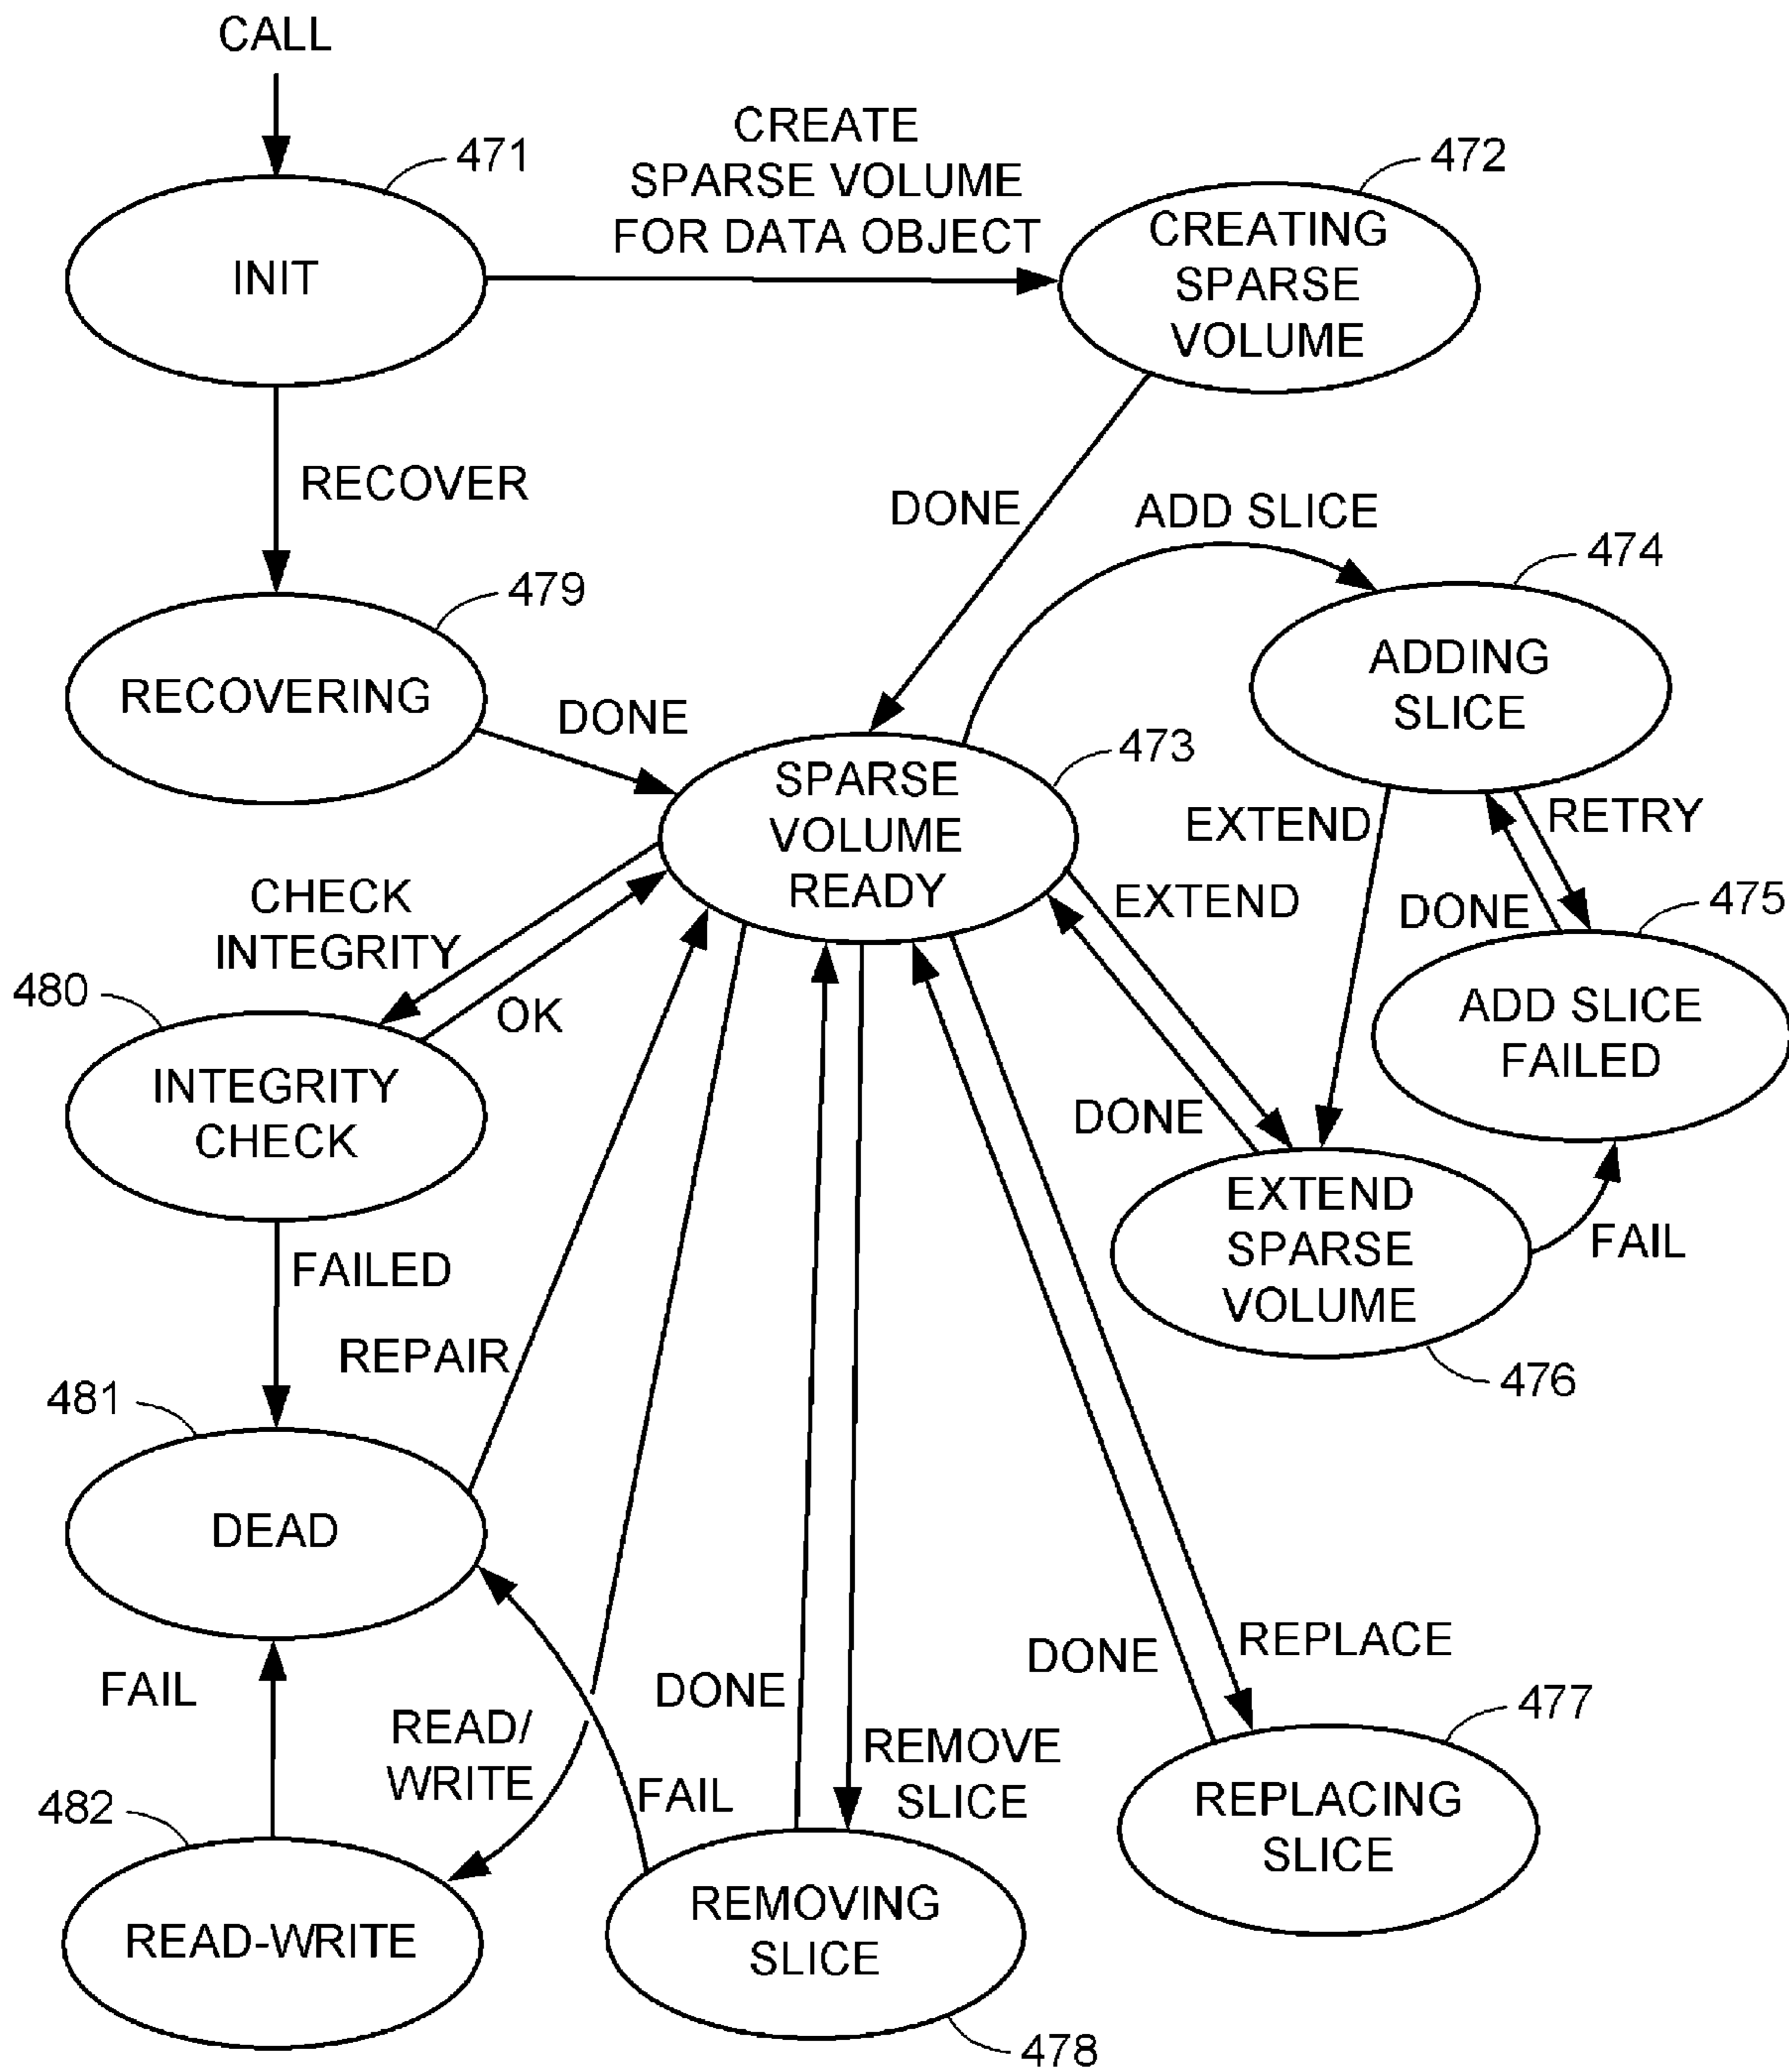 CALL
471
INIT
CREATE
SPARSE VOLUME
FOR DATA OBJECT
472
CREATING
SPARSE
VOLUME
RECOVER
DONE
ADD SLICE
479
RECOVERING
DONE
474
ADDING
SLICE
473
SPARSE
VOLUME
READY
EXTEND
RETRY
CHECK
INTEGRITY
EXTEND
DONE
475
ADD SLICE
FAILED
480
OK
INTEGRITY
CHECK
DONE
EXTEND
SPARSE
VOLUME
FAIL
476
FAILED
REPAIR
481
DEAD
FAIL
READ/
WRITE
DONE
REMOVE
SLICE
DONE
REPLACE
477
REPLACING
SLICE
482
READ-WRITE
FAIL
REMOVING
SLICE
478